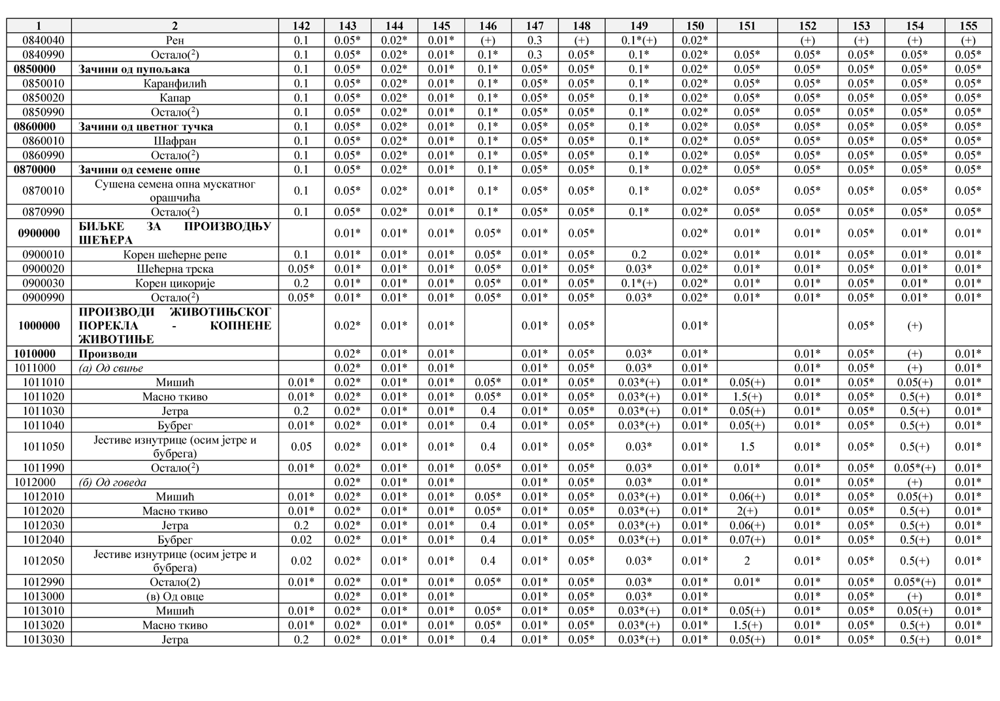 1 2 142 143 144 145 146 147 148 149 150 151 152 153 154 155
0840040 Рен 0.1 0.05* 0.02* 0.01* (+) 0.3 (+) 0.1*(+) 0.02* (+) (+) (+) (+)
0840990 Остало(2) 0.1 0.05* 0.02* 0.01* 0.1* 0.3 0.05* 0.1* 0.02* 0.05* 0.05* 0.05* 0.05* 0.05*
0850000 Зачини од пупољака 0.1 0.05* 0.02* 0.01* 0.1* 0.05* 0.05* 0.1* 0.02* 0.05* 0.05* 0.05* 0.05* 0.05*
0850010 Каранфилић 0.1 0.05* 0.02* 0.01* 0.1* 0.05* 0.05* 0.1* 0.02* 0.05* 0.05* 0.05* 0.05* 0.05*
0850020 Капар 0.1 0.05* 0.02* 0.01* 0.1* 0.05* 0.05* 0.1* 0.02* 0.05* 0.05* 0.05* 0.05* 0.05*
0850990 Остало(2) 0.1 0.05* 0.02* 0.01* 0.1* 0.05* 0.05* 0.1* 0.02* 0.05* 0.05* 0.05* 0.05* 0.05*
0860000 Зачини од цветног тучка 0.1 0.05* 0.02* 0.01* 0.1* 0.05* 0.05* 0.1* 0.02* 0.05* 0.05* 0.05* 0.05* 0.05*
0860010 Шафран 0.1 0.05* 0.02* 0.01* 0.1* 0.05* 0.05* 0.1* 0.02* 0.05* 0.05* 0.05* 0.05* 0.05*
0860990 Остало(2) 0.1 0.05* 0.02* 0.01* 0.1* 0.05* 0.05* 0.1* 0.02* 0.05* 0.05* 0.05* 0.05* 0.05*
0870000 Зачини од семене опне 0.1 0.05* 0.02* 0.01* 0.1* 0.05* 0.05* 0.1* 0.02* 0.05* 0.05* 0.05* 0.05* 0.05*
0870010 Сушена семена опна мускатног
орашчића 0.1 0.05* 0.02* 0.01* 0.1* 0.05* 0.05* 0.1* 0.02* 0.05* 0.05* 0.05* 0.05* 0.05*
0870990 Остало(2) 0.1 0.05* 0.02* 0.01* 0.1* 0.05* 0.05* 0.1* 0.02* 0.05* 0.05* 0.05* 0.05* 0.05*
0900000 БИЉКЕ ЗА ПРОИЗВОДЊУ
ШЕЋЕРА 0.01* 0.01* 0.01* 0.05* 0.01* 0.05* 0.02* 0.01* 0.01* 0.05* 0.01* 0.01*
0900010 Корен шећерне репе 0.1 0.01* 0.01* 0.01* 0.05* 0.01* 0.05* 0.2 0.02* 0.01* 0.01* 0.05* 0.01* 0.01*
0900020 Шећерна трска 0.05* 0.01* 0.01* 0.01* 0.05* 0.01* 0.05* 0.03* 0.02* 0.01* 0.01* 0.05* 0.01* 0.01*
0900030 Корен цикорије 0.2 0.01* 0.01* 0.01* 0.05* 0.01* 0.05* 0.1*(+) 0.02* 0.01* 0.01* 0.05* 0.01* 0.01*
0900990 Остало(2) 0.05* 0.01* 0.01* 0.01* 0.05* 0.01* 0.05* 0.03* 0.02* 0.01* 0.01* 0.05* 0.01* 0.01*
1000000 ПРОИЗВОДИ ЖИВОТИЊСКОГ
ПОРЕКЛА - КОПНЕНЕ
ЖИВОТИЊЕ 0.02* 0.01* 0.01* 0.01* 0.05* 0.01* 0.05* (+)
1010000 Производи 0.02* 0.01* 0.01* 0.01* 0.05* 0.03* 0.01* 0.01* 0.05* (+) 0.01*
1011000 (а) Од свиње 0.02* 0.01* 0.01* 0.01* 0.05* 0.03* 0.01* 0.01* 0.05* (+) 0.01*
1011010 Мишић 0.01* 0.02* 0.01* 0.01* 0.05* 0.01* 0.05* 0.03*(+) 0.01* 0.05(+) 0.01* 0.05* 0.05(+) 0.01*
1011020 Масно ткиво 0.01* 0.02* 0.01* 0.01* 0.05* 0.01* 0.05* 0.03*(+) 0.01* 1.5(+) 0.01* 0.05* 0.5(+) 0.01*
1011030 Јетра 0.2 0.02* 0.01* 0.01* 0.4 0.01* 0.05* 0.03*(+) 0.01* 0.05(+) 0.01* 0.05* 0.5(+) 0.01*
1011040 Бубрег 0.01* 0.02* 0.01* 0.01* 0.4 0.01* 0.05* 0.03*(+) 0.01* 0.05(+) 0.01* 0.05* 0.5(+) 0.01*
1011050 Јестиве изнутрице (осим јетре и
бубрега) 0.05 0.02* 0.01* 0.01* 0.4 0.01* 0.05* 0.03* 0.01* 1.5 0.01* 0.05* 0.5(+) 0.01*
1011990 Остало(2) 0.01* 0.02* 0.01* 0.01* 0.05* 0.01* 0.05* 0.03* 0.01* 0.01* 0.01* 0.05* 0.05*(+) 0.01*
1012000 (б) Од говеда 0.02* 0.01* 0.01* 0.01* 0.05* 0.03* 0.01* 0.01* 0.05* (+) 0.01*
1012010 Мишић 0.01* 0.02* 0.01* 0.01* 0.05* 0.01* 0.05* 0.03*(+) 0.01* 0.06(+) 0.01* 0.05* 0.05(+) 0.01*
1012020 Масно ткиво 0.01* 0.02* 0.01* 0.01* 0.05* 0.01* 0.05* 0.03*(+) 0.01* 2(+) 0.01* 0.05* 0.5(+) 0.01*
1012030 Јетра 0.2 0.02* 0.01* 0.01* 0.4 0.01* 0.05* 0.03*(+) 0.01* 0.06(+) 0.01* 0.05* 0.5(+) 0.01*
1012040 Бубрег 0.02 0.02* 0.01* 0.01* 0.4 0.01* 0.05* 0.03*(+) 0.01* 0.07(+) 0.01* 0.05* 0.5(+) 0.01*
1012050 Јестиве изнутрице (осим јетре и
бубрега) 0.02 0.02* 0.01* 0.01* 0.4 0.01* 0.05* 0.03* 0.01* 2 0.01* 0.05* 0.5(+) 0.01*
1012990 Остало(2) 0.01* 0.02* 0.01* 0.01* 0.05* 0.01* 0.05* 0.03* 0.01* 0.01* 0.01* 0.05* 0.05*(+) 0.01*
1013000 (в) Од овце 0.02* 0.01* 0.01* 0.01* 0.05* 0.03* 0.01* 0.01* 0.05* (+) 0.01*
1013010 Мишић 0.01* 0.02* 0.01* 0.01* 0.05* 0.01* 0.05* 0.03*(+) 0.01* 0.05(+) 0.01* 0.05* 0.05(+) 0.01*
1013020 Масно ткиво 0.01* 0.02* 0.01* 0.01* 0.05* 0.01* 0.05* 0.03*(+) 0.01* 1.5(+) 0.01* 0.05* 0.5(+) 0.01*
1013030 Јетра 0.2 0.02* 0.01* 0.01* 0.4 0.01* 0.05* 0.03*(+) 0.01* 0.05(+) 0.01* 0.05* 0.5(+) 0.01*